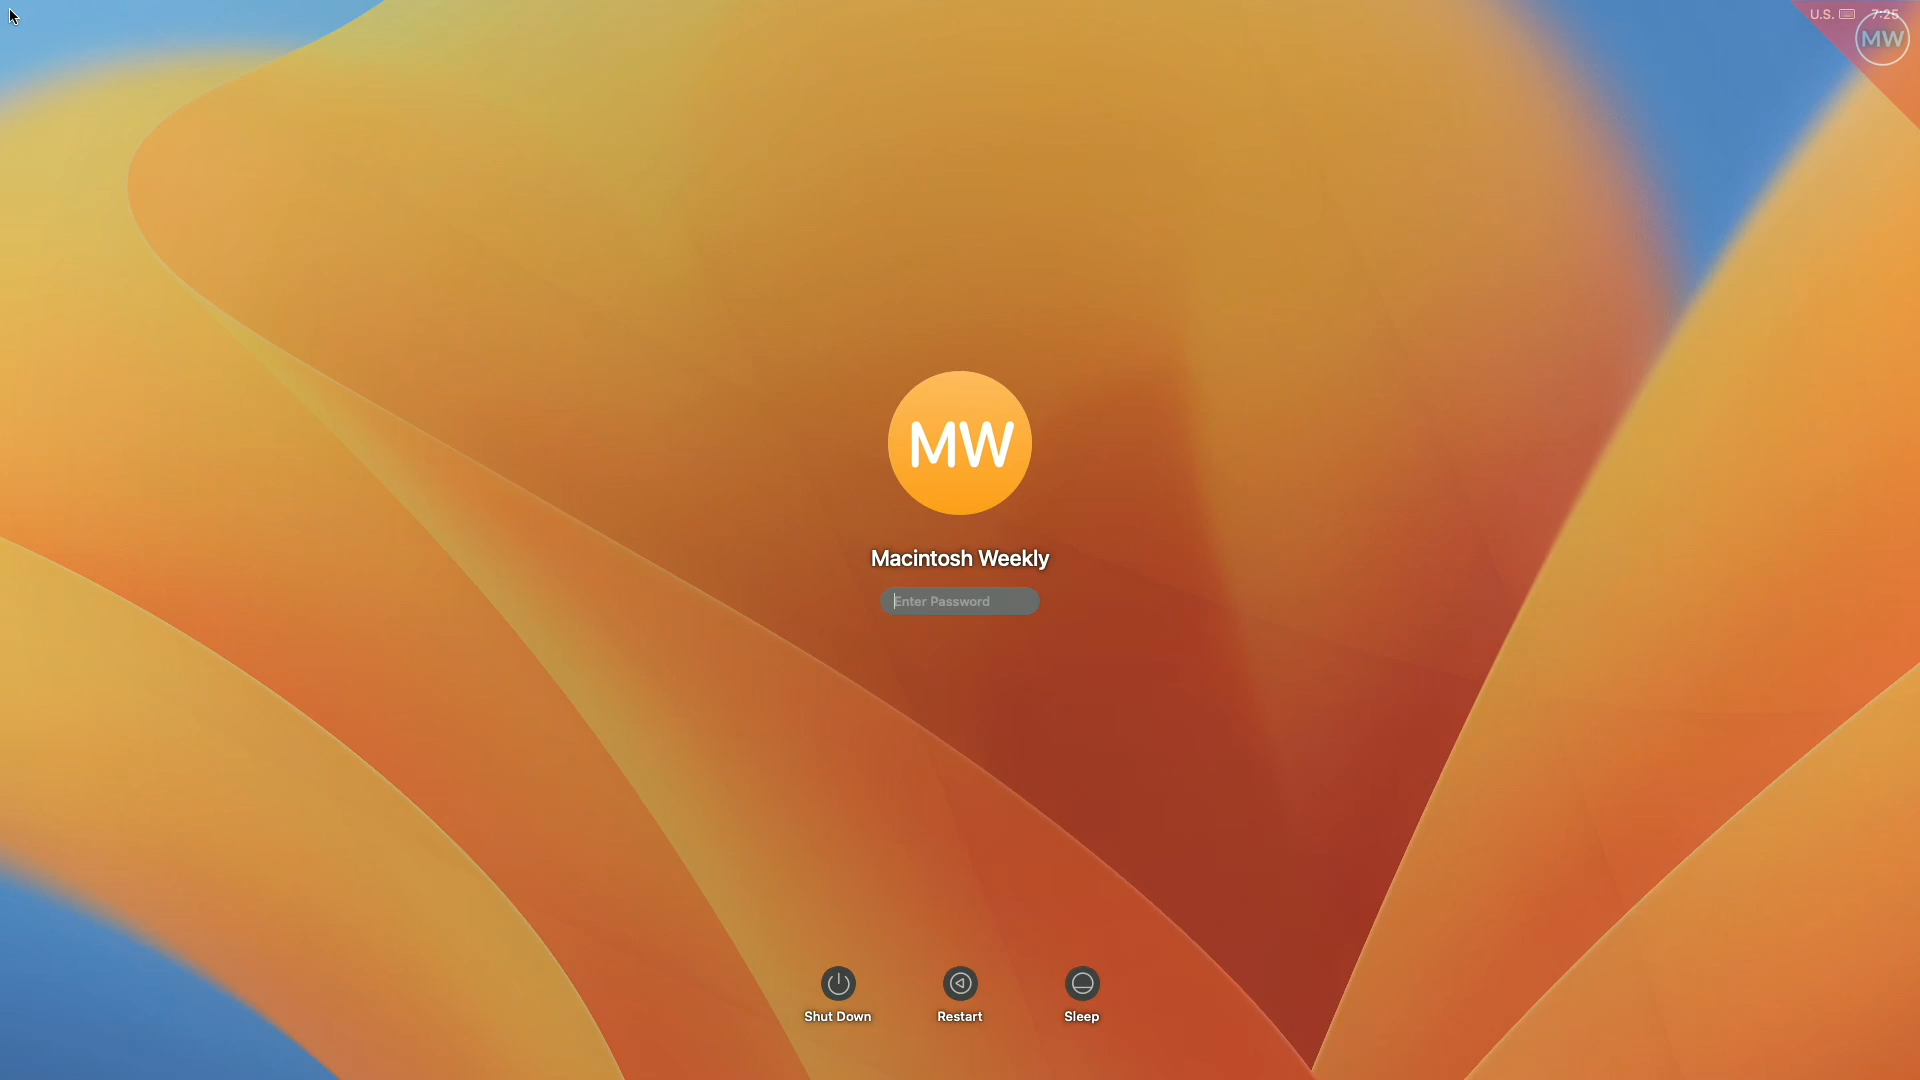 U.S. 7:25
MW
MW
Macintosh Weekly
Enter Password
Shut Down Restart Sleep